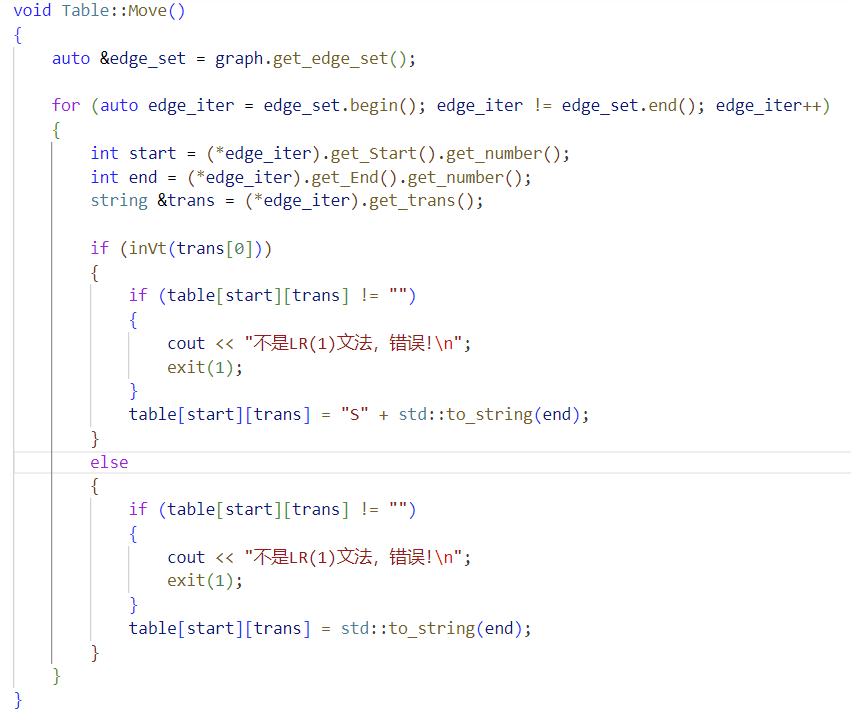 void Table::Move()
{
    auto &edge_set = graph.get_edge_set();

    for (auto edge_iter = edge_set.begin(); edge_iter != edge_set.end(); edge_iter++)
    {
        int start = (*edge_iter).get_Start().get_number();
        int end = (*edge_iter).get_End().get_number();
        string &trans = (*edge_iter).get_trans();

        if (inVt(trans[0]))
        {
            if (table[start][trans] != "")
            {
                cout << "不是LR(1)文法，错误!\n";
                exit(1);
            }
            table[start][trans] = "S" + std::to_string(end);
        }
        else
        {
            if (table[start][trans] != "")
            {
                cout << "不是LR(1)文法，错误!\n";
                exit(1);
            }
            table[start][trans] = std::to_string(end);
        }
    }
}